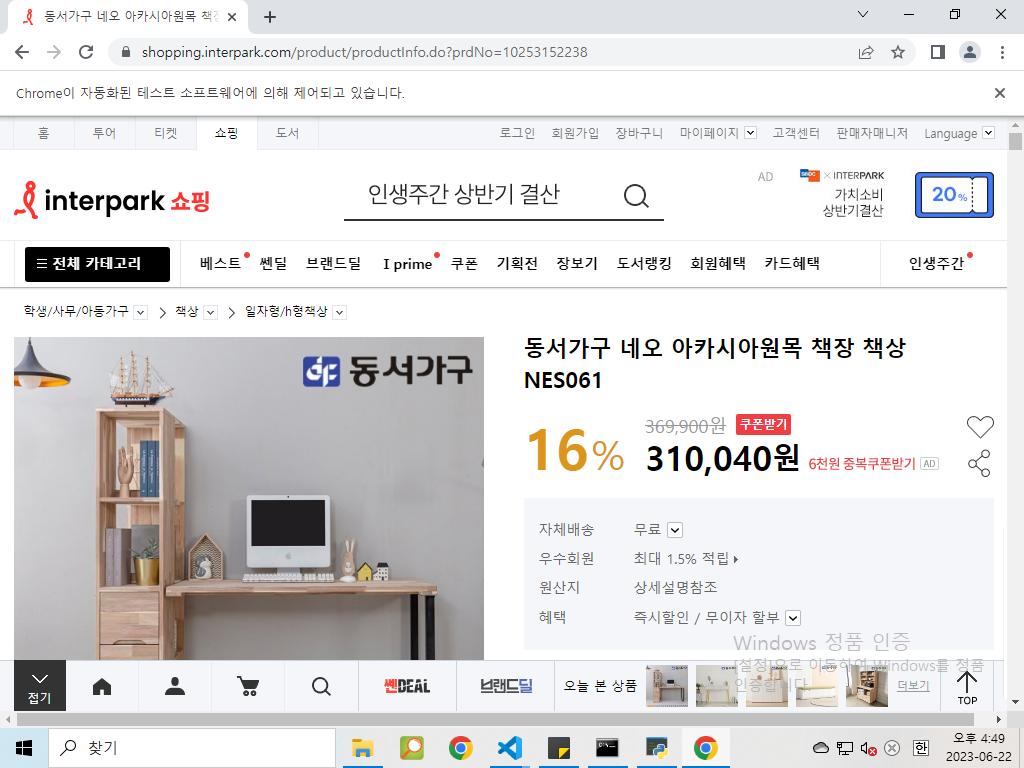 동서가구 네오 아카시아원목 책장
shopping.interpark.com/product/productInfo.do?prdNo=10253152238
Chrome이 자동화된 테스트 소프트웨어에 의해 제어되고 있습니다.
홈 투어 티켓 쇼핑 도서 로그인 회원가입 장바구니 마이페이지 고객센터 판매자매니저 Language
interpark 쇼핑
인생주간 상반기 결산
AD
SBDC × INTERPARK
가치소비
상반기결산
20%
전체 카테고리 베스트 쎈딜 브랜드딜 I prime 쿠폰 기획전 장보기 도서랭킹 회원혜택 카드혜택 인생주간
학생/사무/아동가구 책상 일자형/h형책상
동서가구
동서가구 네오 아카시아원목 책장 책상
NES061
16%
369,900원 쿠폰받기
310,040원 6천원 중복쿠폰받기 AD
자체배송 무료
우수회원 최대 1.5% 적립
원산지 상세설명참조
혜택 즉시할인 / 무이자 할부
Windows 정품 인증
[설정]으로 이동하여 Windows를 정품
인증합니다.
접기
쎈DEAL
브랜드딜
오늘 본 상품
더보기
TOP
찾기
한
오후 4:49
2023-06-22